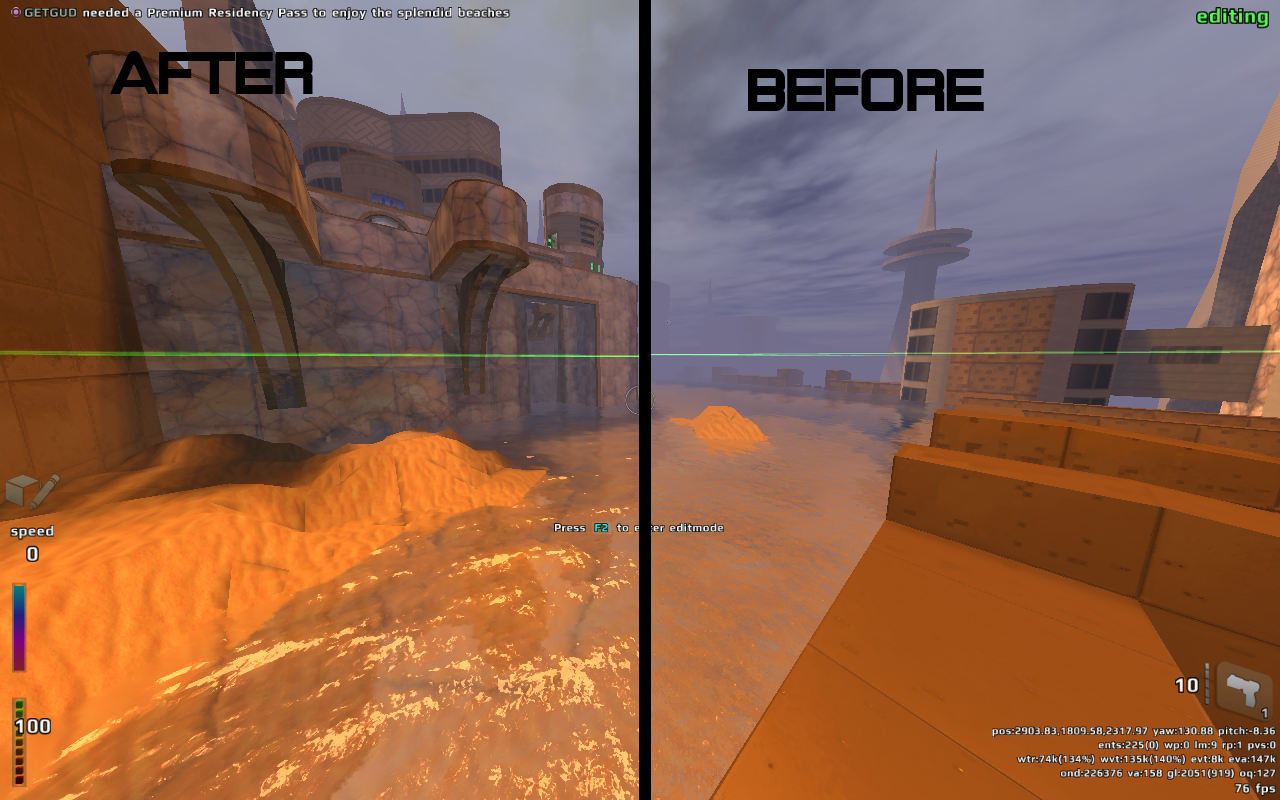 GETGUD needed a Premium Residency Pass to enjoy the splendid beaches
editing
AFTER
BEFORE
speed
0
Press F2 to enter editmode
100
10
1
pos:2903.83,1809.58,2317.97 yaw:130.88 pitch:-8.36
ents:225(0) wp:0 lm:9 rp:1 pvs:0
wtr:74k(134%) wvt:135k(140%) evt:8k eva:147k
ond:226376 va:158 gl:2051(919) oq:127
76 fps